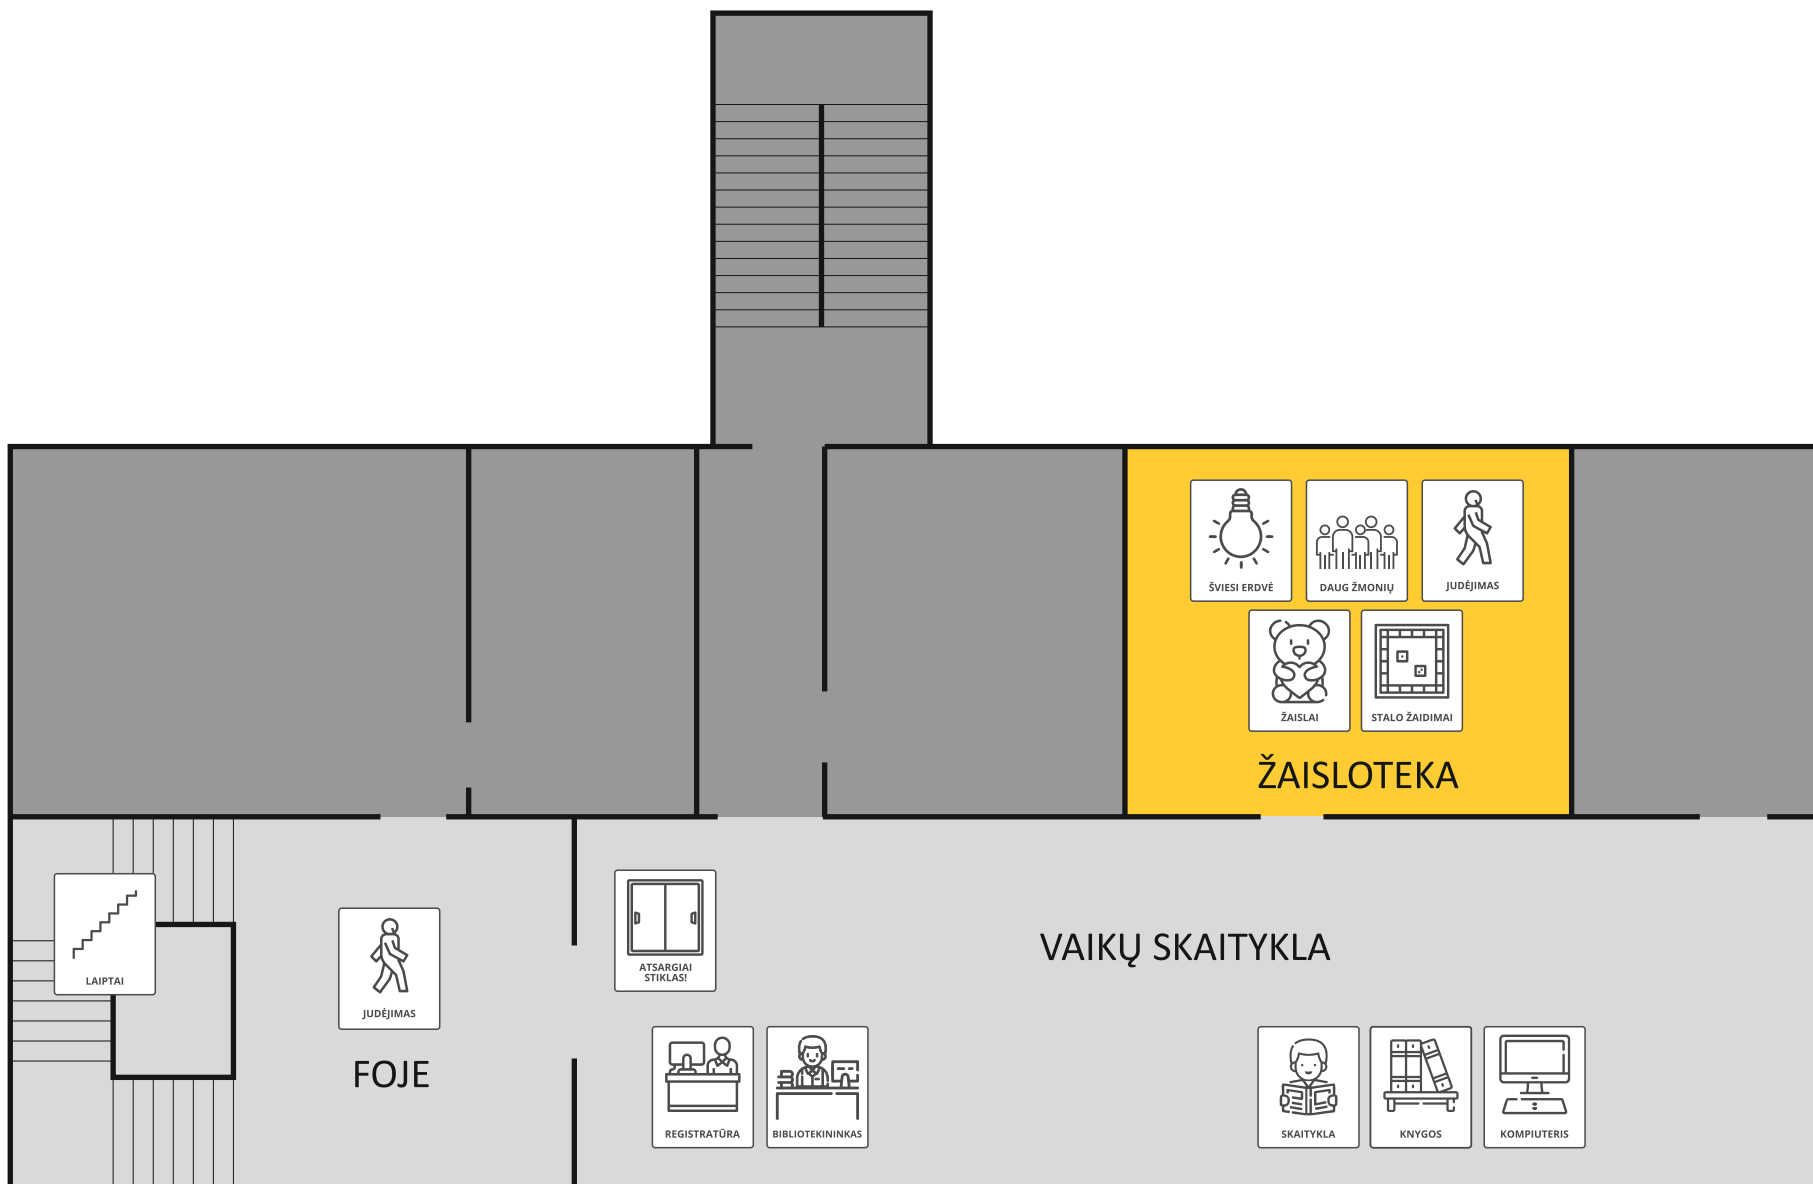 ŠVIESI ERDVĖ
DAUG ŽMONIŲ
JUDĖJIMAS
ŽAISLAI
STALO ŽAIDIMAI
ŽAISLOTEKA
LAIPTAI
JUDĖJIMAS
FOJE
ATSARGIAI
STIKLAS!
VAIKŲ SKAITYKLA
REGISTRATŪRA
BIBLIOTEKININKAS
SKAITYKLA
KNYGOS
KOMPIUTERIS